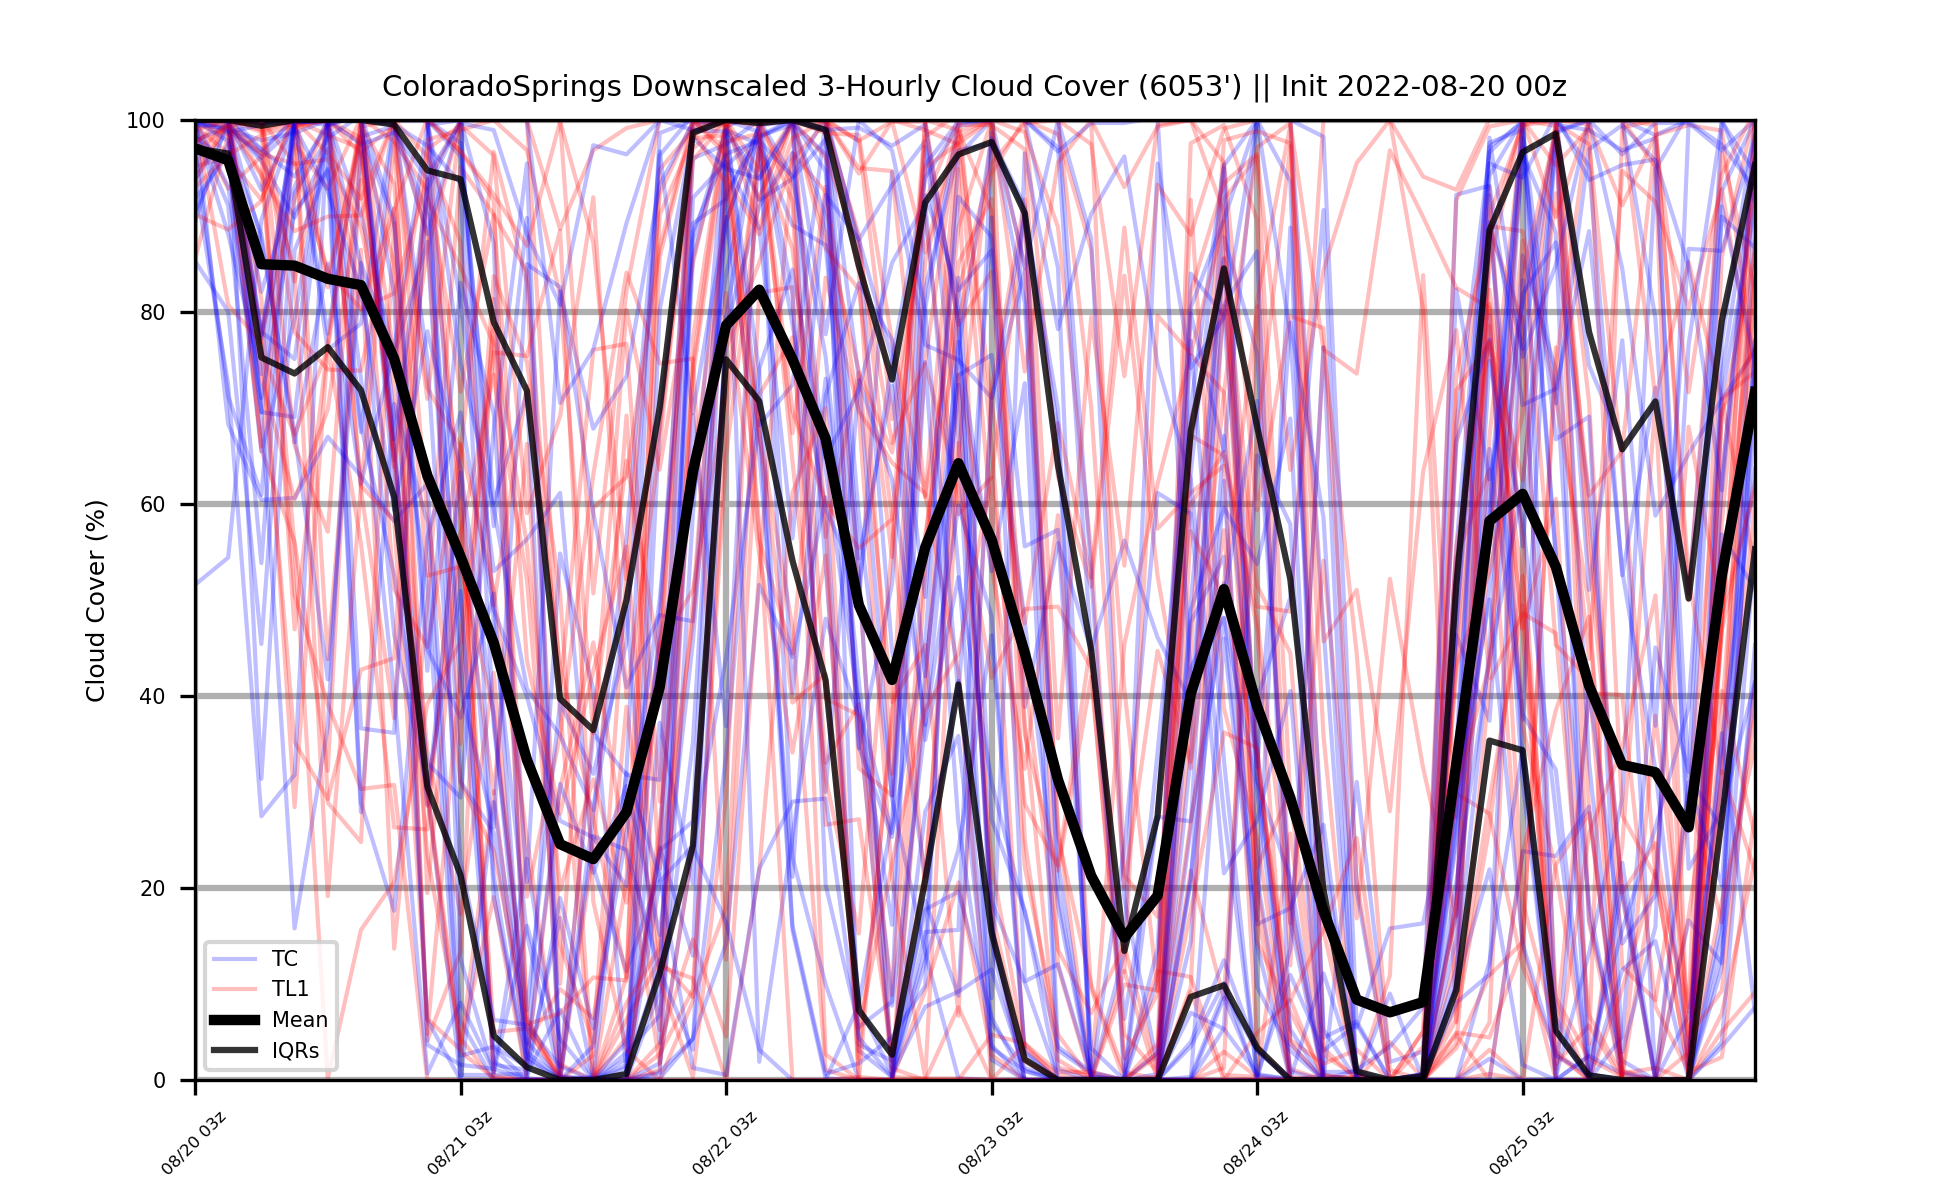 ColoradoSprings Downscaled 3-Hourly Cloud Cover (6053') || Init 2022-08-20 00z
Cloud Cover (%)
100
80
60
40
20
0
TC
TL1
Mean
IQRs
08/20 03z
08/21 03z
08/22 03z
08/23 03z
08/24 03z
08/25 03z